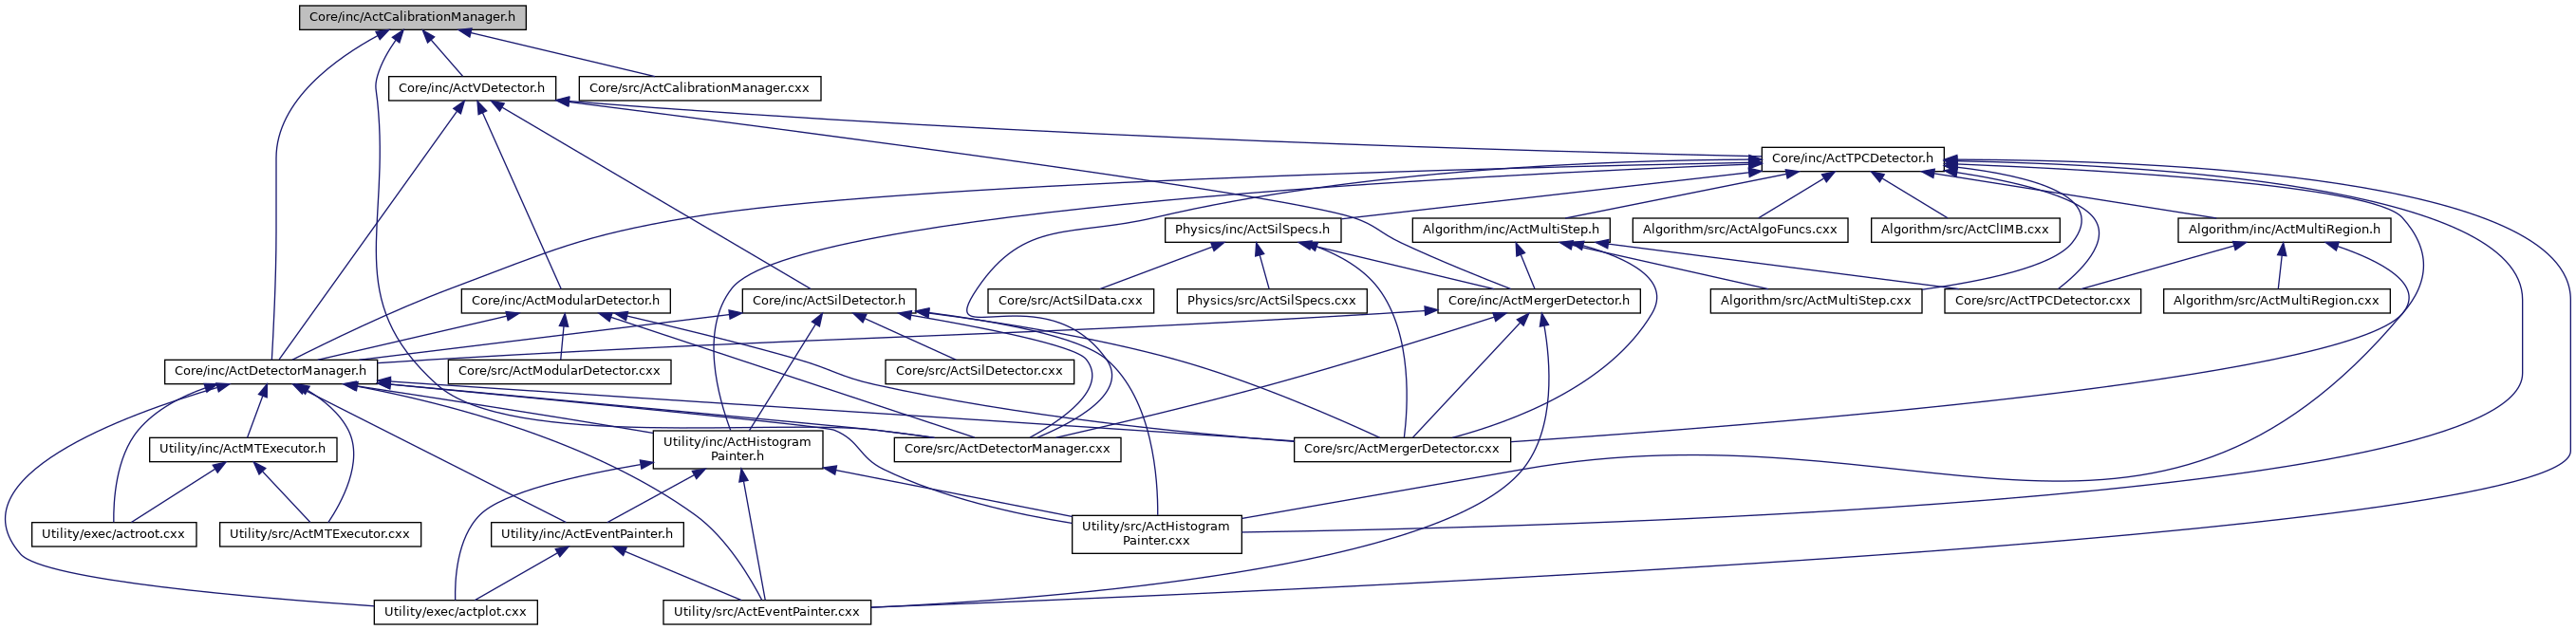 Core/inc/ActCalibrationManager.h
Core/inc/ActVDetector.h
Core/src/ActCalibrationManager.cxx
Core/inc/ActTPCDetector.h
Physics/inc/ActSilSpecs.h
Algorithm/inc/ActMultiStep.h
Algorithm/src/ActAlgoFuncs.cxx
Algorithm/src/ActClIMB.cxx
Algorithm/inc/ActMultiRegion.h
Core/inc/ActModularDetector.h
Core/inc/ActSilDetector.h
Core/src/ActSilData.cxx
Physics/src/ActSilSpecs.cxx
Core/inc/ActMergerDetector.h
Algorithm/src/ActMultiStep.cxx
Core/src/ActTPCDetector.cxx
Algorithm/src/ActMultiRegion.cxx
Core/inc/ActDetectorManager.h
Core/src/ActModularDetector.cxx
Core/src/ActSilDetector.cxx
Utility/inc/ActMTExecutor.h
Utility/inc/ActHistogram
Painter.h
Core/src/ActDetectorManager.cxx
Core/src/ActMergerDetector.cxx
Utility/exec/actroot.cxx
Utility/src/ActMTExecutor.cxx
Utility/inc/ActEventPainter.h
Utility/src/ActHistogram
Painter.cxx
Utility/exec/actplot.cxx
Utility/src/ActEventPainter.cxx